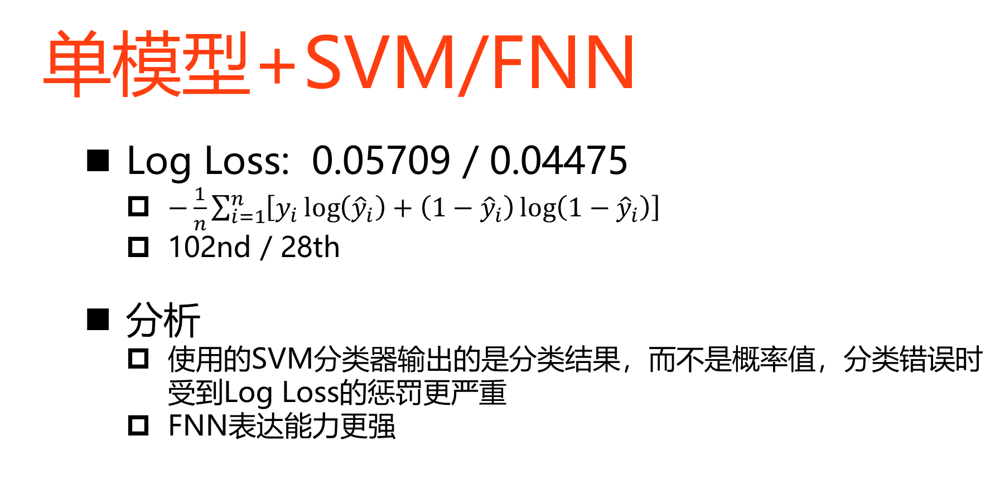 单模型+SVM/FNN
■ Log Loss: 0.05709 / 0.04475
□ $-\frac{1}{n}\sum_{i=1}^{n}[y_i \log(\hat{y}_i) + (1 - \hat{y}_i) \log(1 - \hat{y}_i)]$
□ 102nd / 28th
■ 分析
□ 使用的SVM分类器输出的是分类结果，而不是概率值，分类错误时
受到Log Loss的惩罚更严重
□ FNN表达能力更强